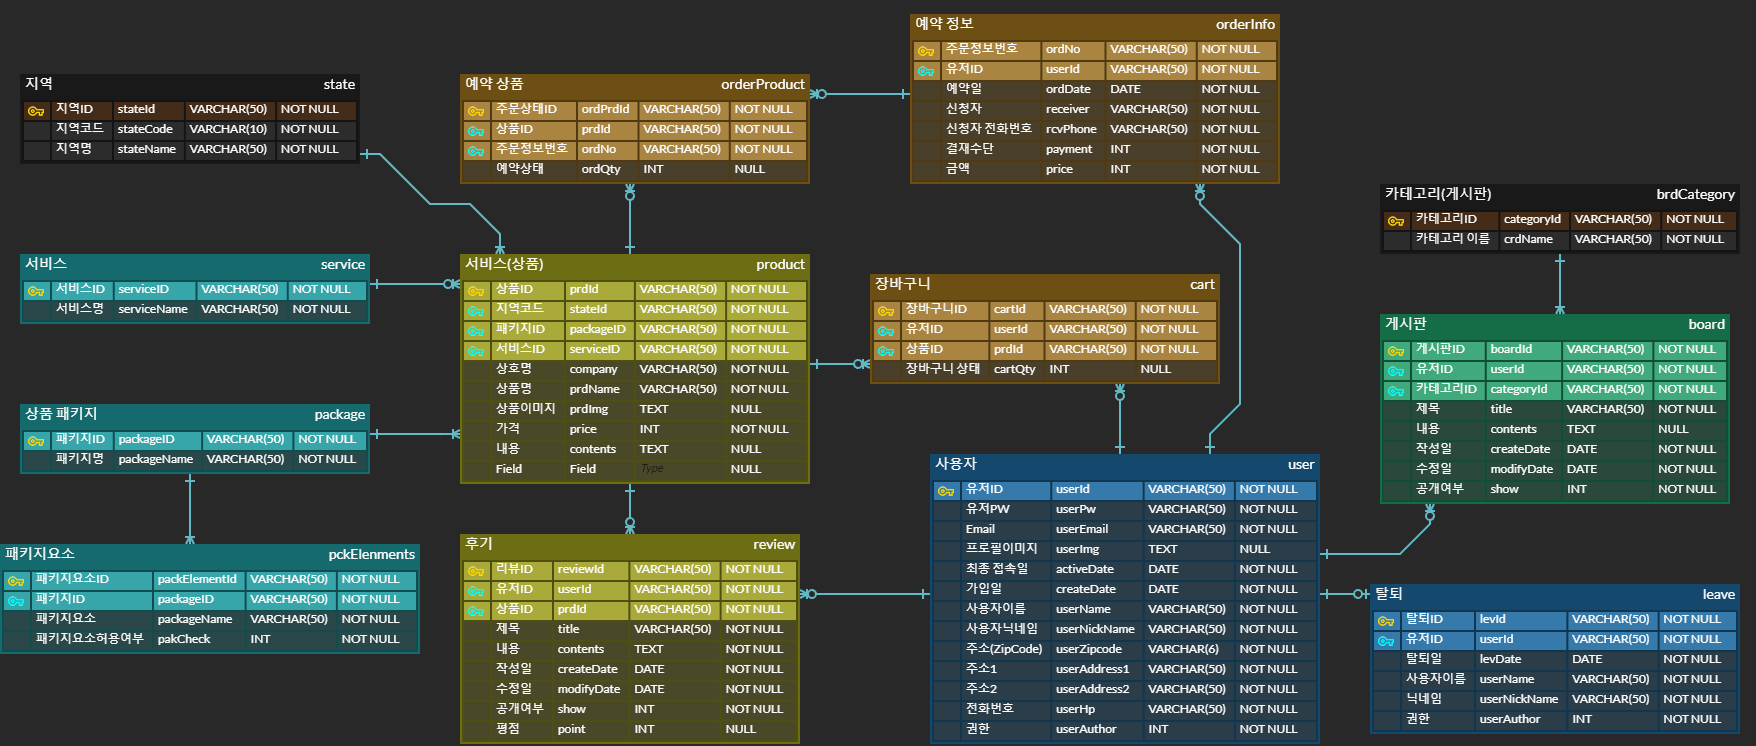 지역 state
지역ID stateId VARCHAR(50) NOT NULL
지역코드 stateCode VARCHAR(10) NOT NULL
지역명 stateName VARCHAR(50) NOT NULL
예약 상품 orderProduct
주문상태ID ordPrdId VARCHAR(50) NOT NULL
상품ID prdId VARCHAR(50) NOT NULL
주문정보번호 ordNo VARCHAR(50) NOT NULL
예약상태 ordQty INT NULL
예약 정보 orderInfo
주문정보번호 ordNo VARCHAR(50) NOT NULL
유저ID userId VARCHAR(50) NOT NULL
예약일 ordDate DATE NOT NULL
신청자 receiver VARCHAR(50) NOT NULL
신청자 전화번호 rcvPhone VARCHAR(50) NOT NULL
결재수단 payment INT NOT NULL
금액 price INT NOT NULL
카테고리(게시판) brdCategory
카테고리ID categoryId VARCHAR(50) NOT NULL
카테고리 이름 crdName VARCHAR(50) NOT NULL
서비스 service
서비스ID serviceID VARCHAR(50) NOT NULL
서비스명 serviceName VARCHAR(50) NOT NULL
서비스(상품) product
상품ID prdId VARCHAR(50) NOT NULL
지역코드 stateId VARCHAR(50) NOT NULL
패키지ID packageID VARCHAR(50) NOT NULL
서비스ID serviceID VARCHAR(50) NOT NULL
상호명 company VARCHAR(50) NOT NULL
상품명 prdName VARCHAR(50) NOT NULL
상품이미지 prdImg TEXT NULL
가격 price INT NOT NULL
내용 contents TEXT NULL
Field Field Type NULL
장바구니 cart
장바구니ID cartId VARCHAR(50) NOT NULL
유저ID userId VARCHAR(50) NOT NULL
상품ID prdId VARCHAR(50) NOT NULL
장바구니 상태 cartQty INT NULL
게시판 board
게시판ID boardId VARCHAR(50) NOT NULL
유저ID userId VARCHAR(50) NOT NULL
카테고리ID categoryId VARCHAR(50) NOT NULL
제목 title VARCHAR(50) NOT NULL
내용 contents TEXT NULL
작성일 createDate DATE NOT NULL
수정일 modifyDate DATE NOT NULL
공개여부 show INT NOT NULL
상품 패키지 package
패키지ID packageID VARCHAR(50) NOT NULL
패키지명 packageName VARCHAR(50) NOT NULL
패키지요소 pckElenments
패키지요소ID packElementId VARCHAR(50) NOT NULL
패키지ID packageID VARCHAR(50) NOT NULL
패키지요소 packageName VARCHAR(50) NOT NULL
패키지요소허용여부 pakCheck INT NOT NULL
후기 review
리뷰ID reviewId VARCHAR(50) NOT NULL
유저ID userId VARCHAR(50) NOT NULL
상품ID prdId VARCHAR(50) NOT NULL
제목 title VARCHAR(50) NOT NULL
내용 contents TEXT NOT NULL
작성일 createDate DATE NOT NULL
수정일 modifyDate DATE NOT NULL
공개여부 show INT NOT NULL
평점 point INT NULL
사용자 user
유저ID userId VARCHAR(50) NOT NULL
유저PW userPw VARCHAR(50) NOT NULL
Email userEmail VARCHAR(50) NOT NULL
프로필이미지 userImg TEXT NULL
최종 접속일 activeDate DATE NOT NULL
가입일 createDate DATE NOT NULL
사용자이름 userName VARCHAR(50) NOT NULL
사용자닉네임 userNickName VARCHAR(50) NOT NULL
주소(ZipCode) userZipcode VARCHAR(6) NOT NULL
주소1 userAddress1 VARCHAR(50) NOT NULL
주소2 userAddress2 VARCHAR(50) NOT NULL
전화번호 userHp VARCHAR(50) NOT NULL
권한 userAuthor INT NOT NULL
탈퇴 leave
탈퇴ID levId VARCHAR(50) NOT NULL
유저ID userId VARCHAR(50) NOT NULL
탈퇴일 levDate DATE NOT NULL
사용자이름 userName VARCHAR(50) NOT NULL
닉네임 userNickName VARCHAR(50) NOT NULL
권한 userAuthor INT NOT NULL